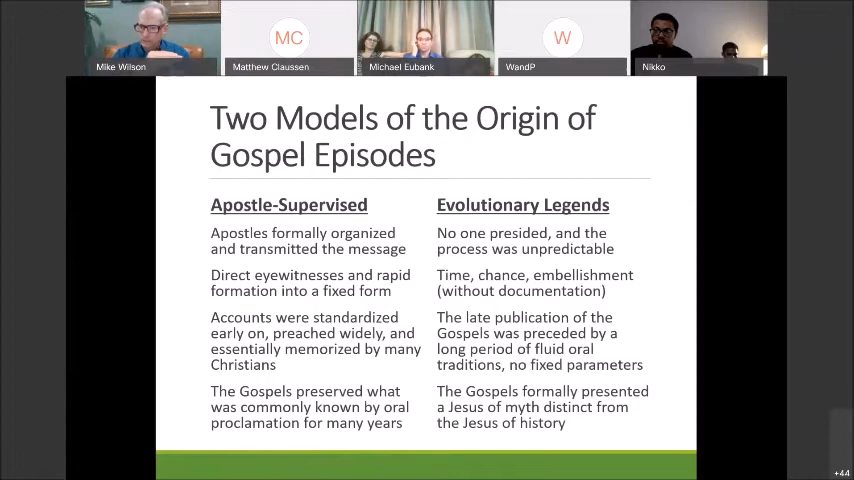 MC
W
Mike Wilson
Matthew Claussen
Michael Eubank
WandP
Nikko
Two Models of the Origin of
Gospel Episodes
Apostle-Supervised
Apostles formally organized
and transmitted the message
Direct eyewitnesses and rapid
formation into a fixed form
Accounts were standardized
early on, preached widely, and
essentially memorized by many
Christians
The Gospels preserved what
was commonly known by oral
proclamation for many years
Evolutionary Legends
No one presided, and the
process was unpredictable
Time, chance, embellishment
(without documentation)
The late publication of the
Gospels was preceded by a
long period of fluid oral
traditions, no fixed parameters
The Gospels formally presented
a Jesus of myth distinct from
the Jesus of history
+44